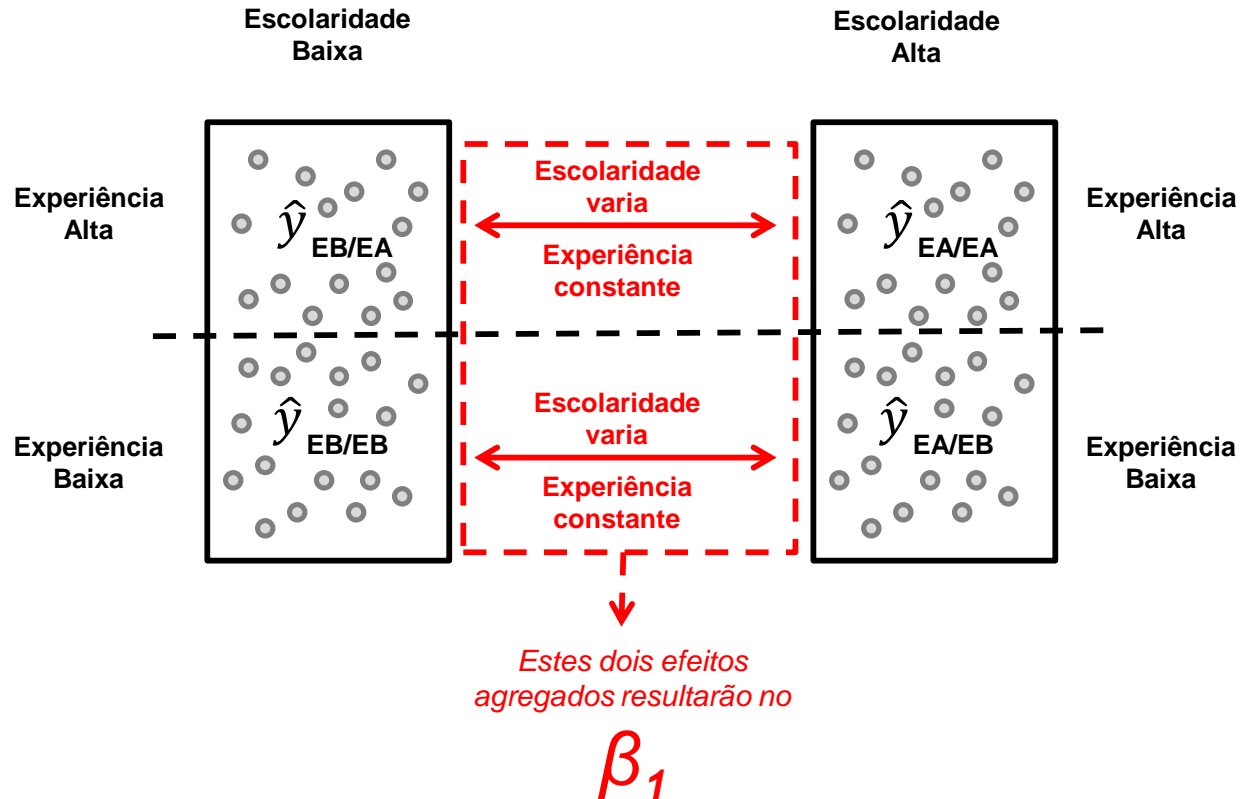 Escolaridade
Baixa
Escolaridade
Alta
Experiência
Alta
ŷ EB/EA
Escolaridade
varia
Experiência
constante
ŷ EA/EA
Experiência
Alta
Experiência
Baixa
ŷ EB/EB
Escolaridade
varia
Experiência
constante
ŷ EA/EB
Experiência
Baixa
Estes dois efeitos
agregados resultarão no
β1